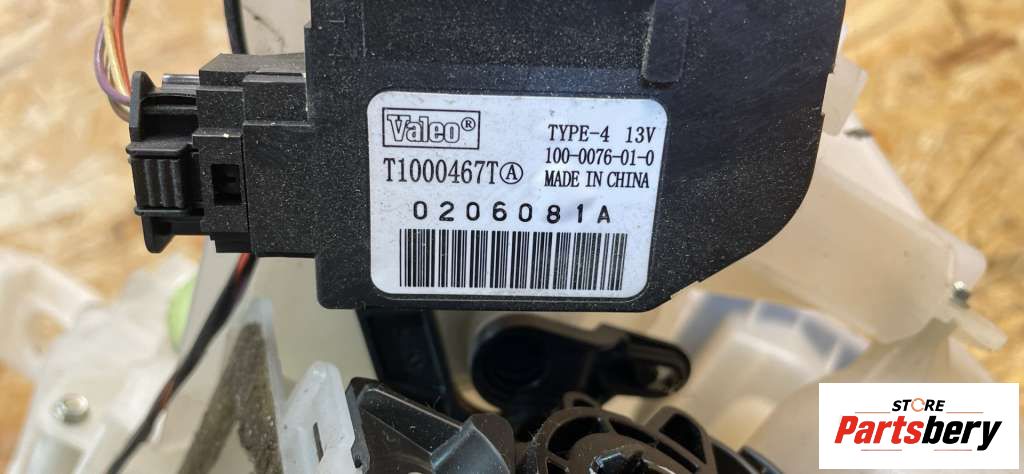 Valeo®
TYPE-4 13V
T1000467TⒶ
100-0076-01-0
MADE IN CHINA
0206081A
STORE
Partsbery